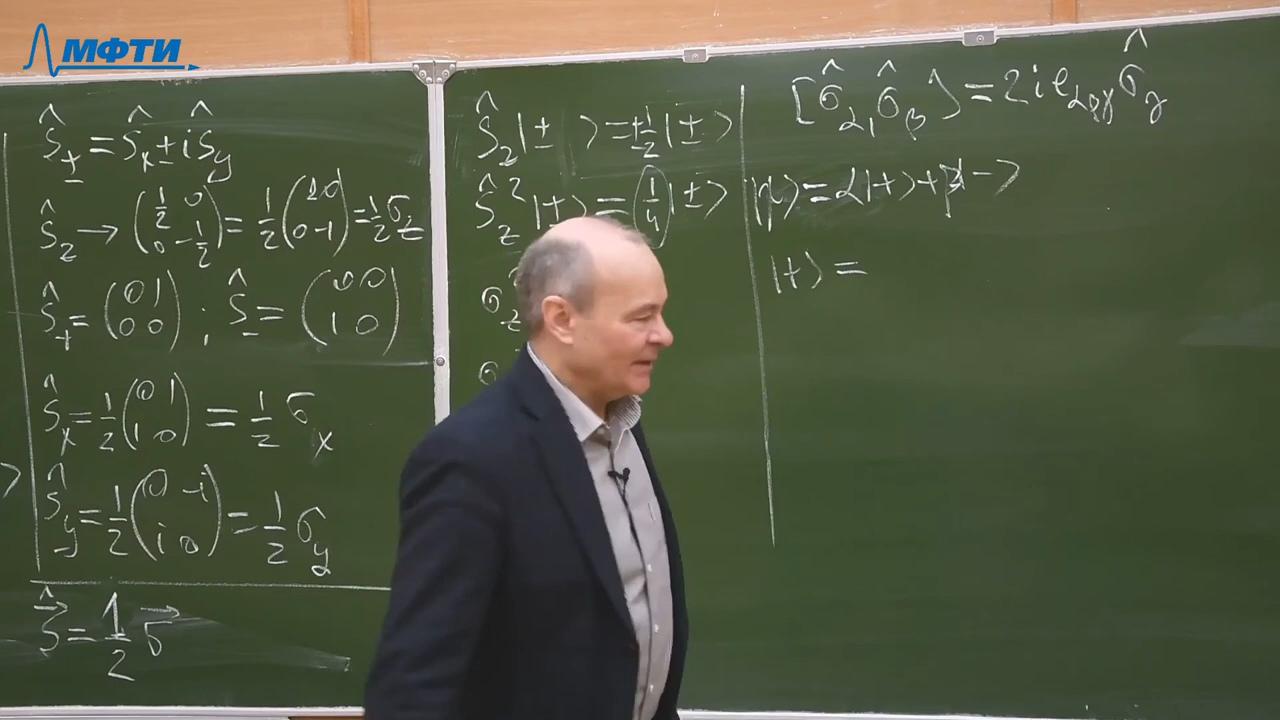 МФТИ
Ŝ± = Ŝx ± iŜy
Ŝz → (1/2 0; 0 -1/2) = 1/2 (1 0; 0 -1) = 1/2 σz
Ŝ+ = (0 1; 0 0) ; Ŝ- = (0 0; 1 0)
Ŝx = 1/2 (0 1; 1 0) = 1/2 σx
Ŝy = 1/2 (0 -i; i 0) = 1/2 σy
Ŝ⃗ = 1/2 σ⃗
Ŝz |± > = ±1/2 |± >
Ŝz² |±> = (1/4) |±>
[σ̂α, σ̂β] = 2i eαβγ σ̂γ
= α|+> + β|->
|+> =